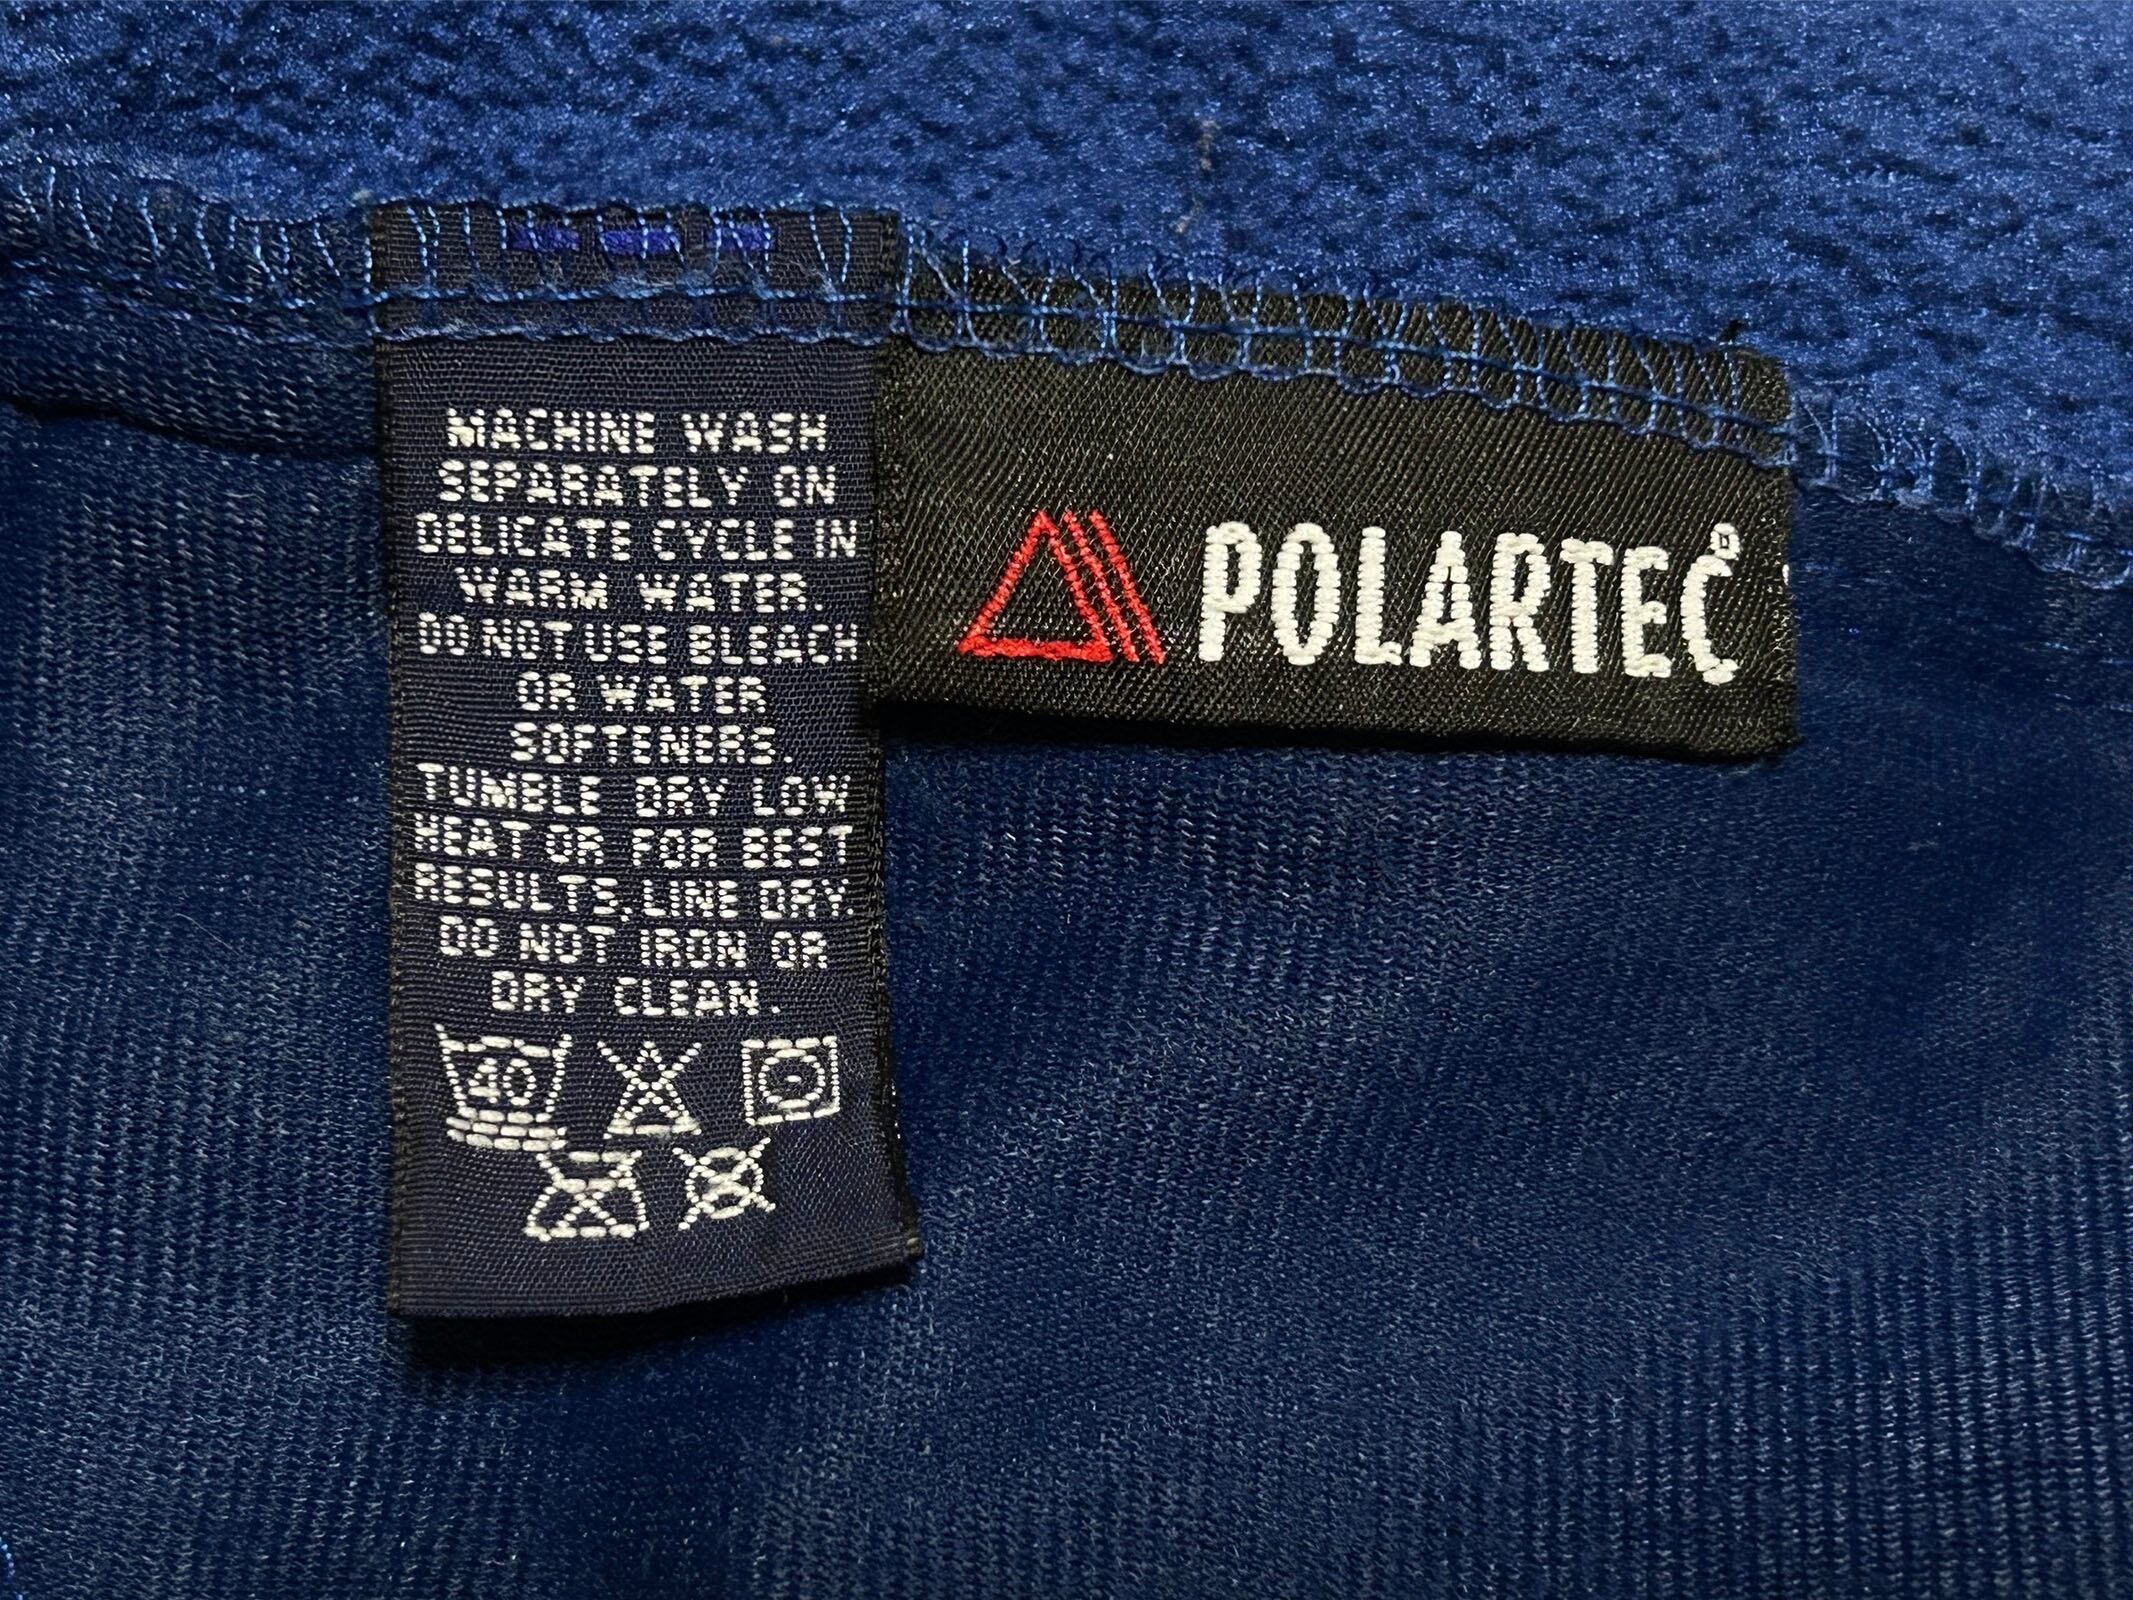 MACHINE WASH
SEPARATELY ON
DELICATE CYCLE IN
WARM WATER.
DO NOT USE BLEACH
OR WATER
SOFTENERS.
TUMBLE DRY LOW
HEAT OR FOR BEST
RESULTS, LINE DRY.
DO NOT IRON OR
DRY CLEAN.
40
POLARTEC®